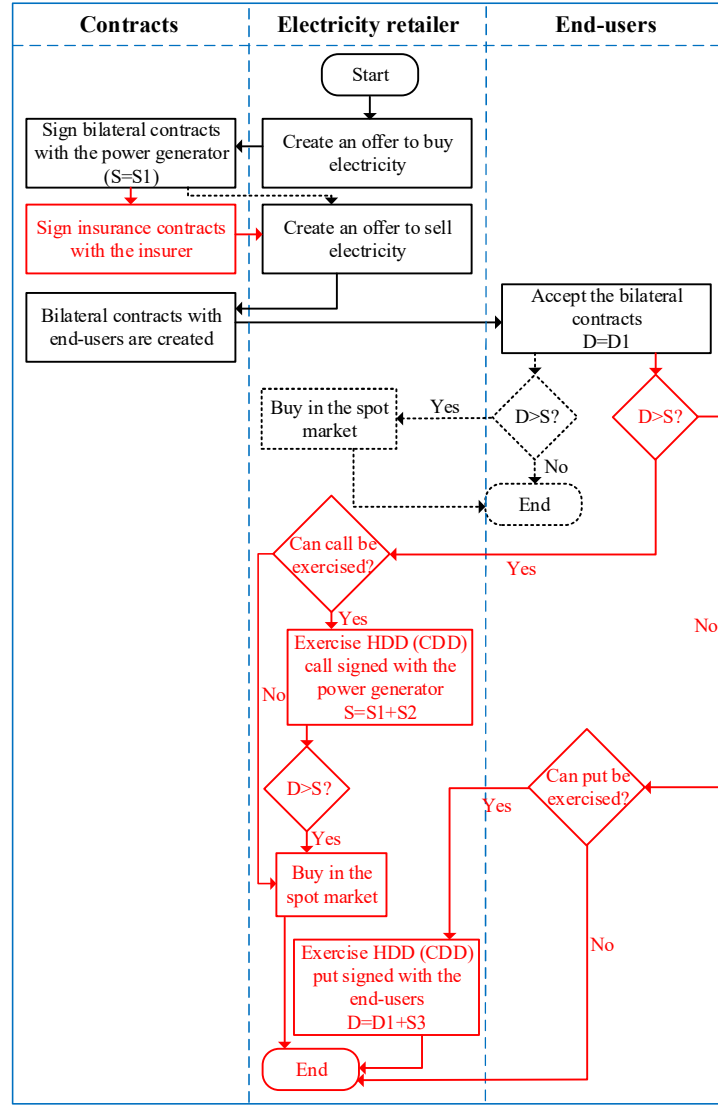 Contracts
Electricity retailer
End-users
Start
Sign bilateral contracts
with the power generator
(S=S1)
Create an offer to buy
electricity
Sign insurance contracts
with the insurer
Create an offer to sell
electricity
Bilateral contracts with
end-users are created
Accept the bilateral
contracts
D=D1
Buy in the spot
market
Yes
D>S?
D>S?
No
End
Can call be
exercised?
Yes
Yes
No
Exercise HDD (CDD)
call signed with the
power generator
S=S1+S2
No
D>S?
Can put be
exercised?
Yes
Yes
Buy in the
spot market
No
Exercise HDD (CDD)
put signed with the
end-users
D=D1+S3
End